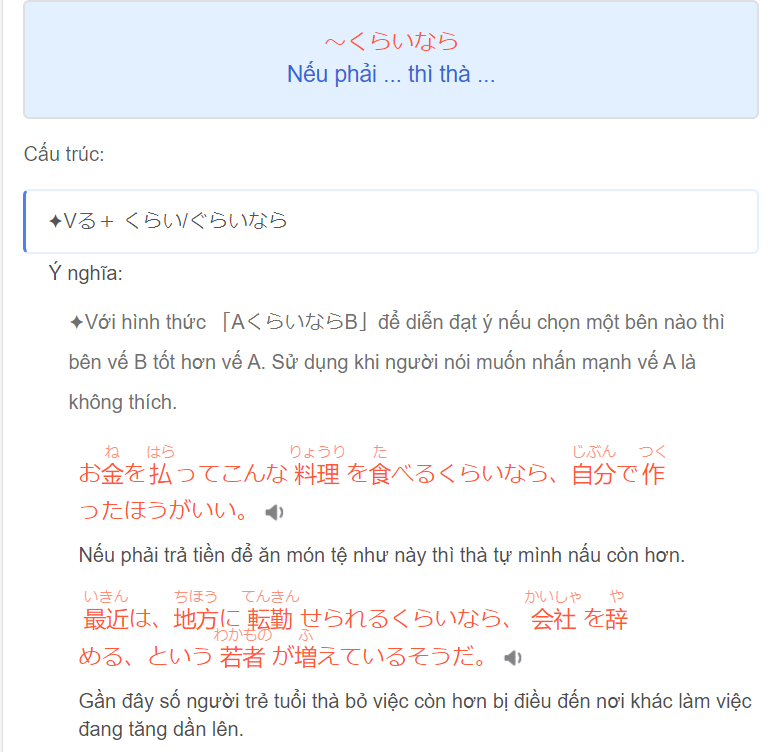 ～くらいなら
Nếu phải ... thì thà ...
Cấu trúc:
✦Vる＋ くらい/ぐらいなら
Ý nghĩa:
✦Với hình thức 「AくらいならB」để diễn đạt ý nếu chọn một bên nào thì
bên vế B tốt hơn vế A. Sử dụng khi người nói muốn nhấn mạnh vế A là
không thích.
ね はら りょうり た じぶん つく
お金を払ってこんな料理を食べるくらいなら、自分で作
ったほうがいい。
Nếu phải trả tiền để ăn món tệ như này thì thà tự mình nấu còn hơn.
いきん ちほう てんきん かいしゃ や
最近は、地方に転勤せられるくらいなら、会社を辞
わかもの ふ
める、という若者が増えているそうだ。
Gần đây số người trẻ tuổi thà bỏ việc còn hơn bị điều đến nơi khác làm việc
đang tăng dần lên.